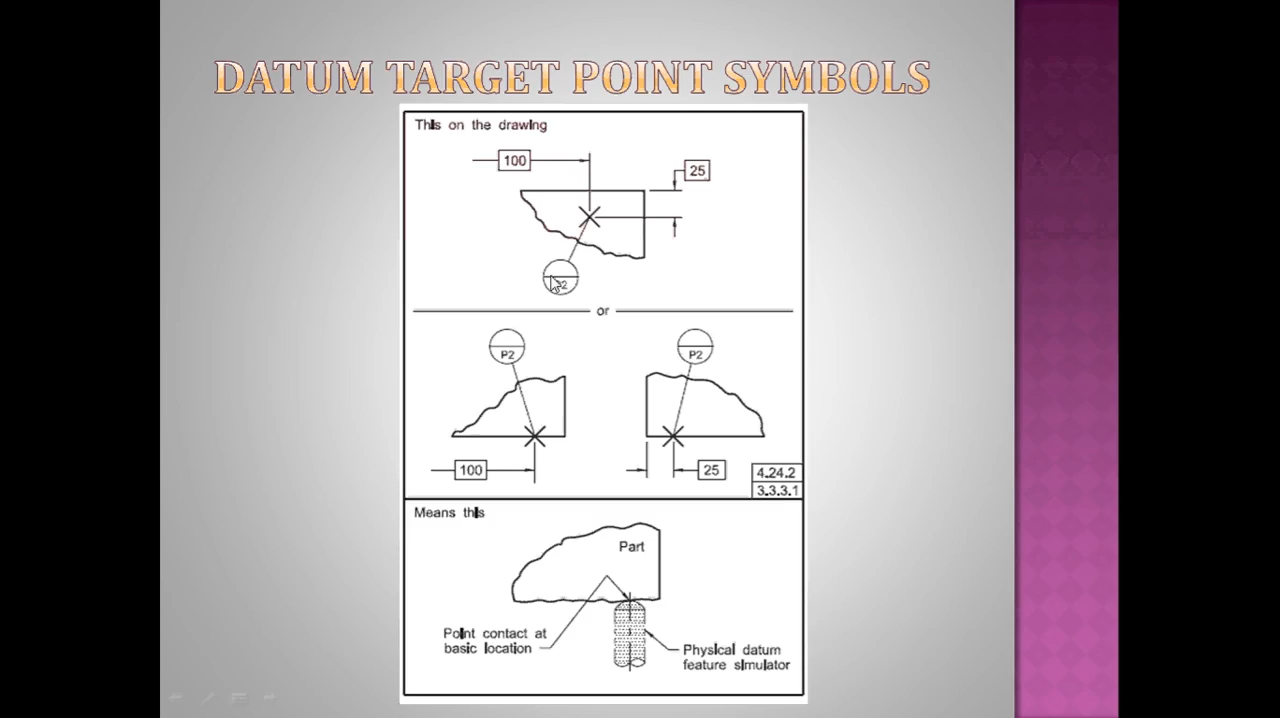 DATUM TARGET POINT SYMBOLS
This on the drawing
100
25
or
P2
P2
100
25
4.24.2
3.3.3.1
Means this
Part
Point contact at
basic location
Physical datum
feature simulator